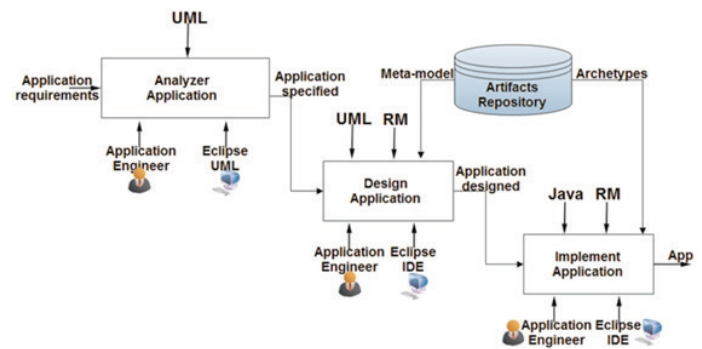 UML
Application
requirements
Analyzer
Application
Application
specified
Application
Engineer
Eclipse
UML
Meta-model
Artifacts
Repository
Archetypes
UML RM
Design
Application
Application
designed
Application
Engineer
Eclipse
IDE
Java RM
Implement
Application
App
Application
Engineer
Eclipse
IDE